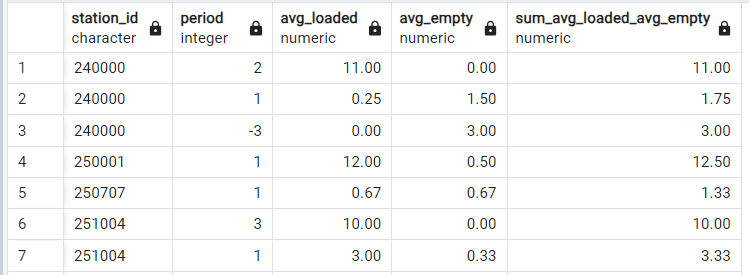 station_id period avg_loaded avg_empty sum_avg_loaded_avg_empty
character integer numeric numeric numeric
1 240000 2 11.00 0.00 11.00
2 240000 1 0.25 1.50 1.75
3 240000 -3 0.00 3.00 3.00
4 250001 1 12.00 0.50 12.50
5 250707 1 0.67 0.67 1.33
6 251004 3 10.00 0.00 10.00
7 251004 1 3.00 0.33 3.33